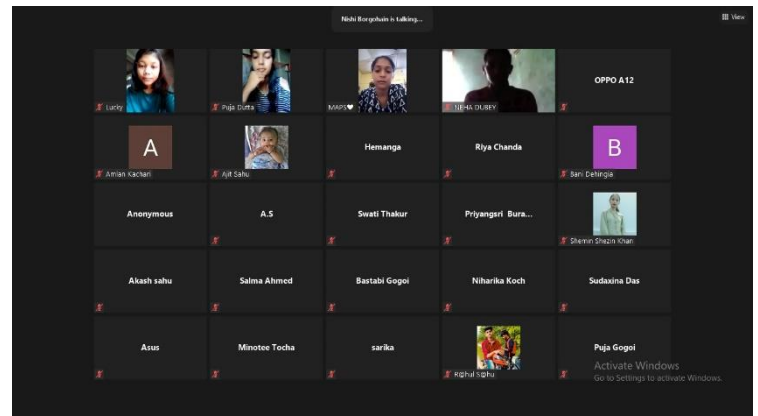 Nishi Borgohain is talking...
View
Lucky
Puja Dutta
MAPS🖤
NEHA DUBEY
OPPO A12
A
Amlan Kachari
Ajit Sahu
Hemanga
Riya Chanda
B
Bani Dehingia
Anonymous
A.S
Swati Thakur
Priyangsri Bura...
Shemin Shezin Khan
Akash sahu
Salma Ahmed
Bastabi Gogoi
Niharika Koch
Sudaxina Das
Asus
Minotee Tocha
sarika
R@hul S@hu
Puja Gogoi
Activate Windows
Go to Settings to activate Windows.